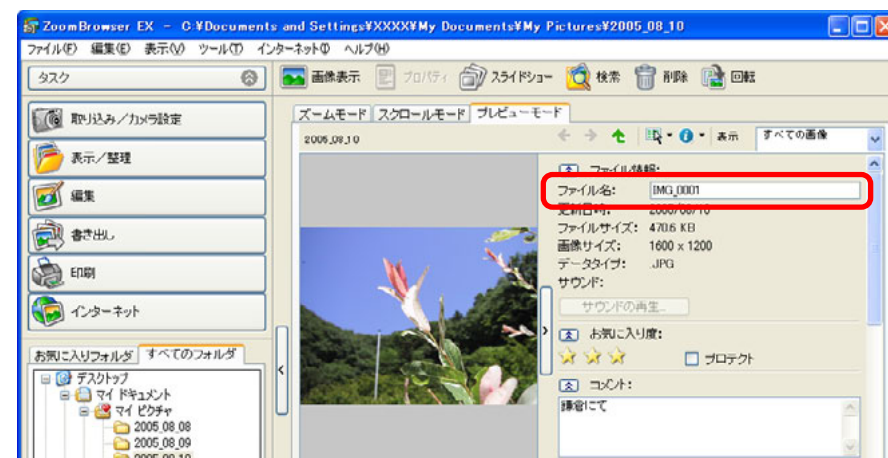 ZoomBrowser EX - C:¥Documents and Settings¥XXXX¥My Documents¥My Pictures¥2005_08_10
ファイル(F) 編集(E) 表示(V) ツール(T) インターネット(I) ヘルプ(H)
タスク
画像表示 プロパティ スライドショー 検索 削除 回転
取り込み/カメラ設定
表示/整理
編集
書き出し
印刷
インターネット
お気に入りフォルダ すべてのフォルダ
デスクトップ
マイ ドキュメント
マイ ピクチャ
2005_08_08
2005_08_09
2005_08_10
ズームモード スクロールモード プレビューモード
2005_08_10
表示 すべての画像
ファイル情報:
ファイル名: IMG_0001
更新日時: 2005/08/10
ファイルサイズ: 470.6 KB
画像サイズ: 1600 x 1200
データタイプ: .JPG
サウンド:
サウンドの再生...
お気に入り度:
プロテクト
コメント:
鎌倉にて